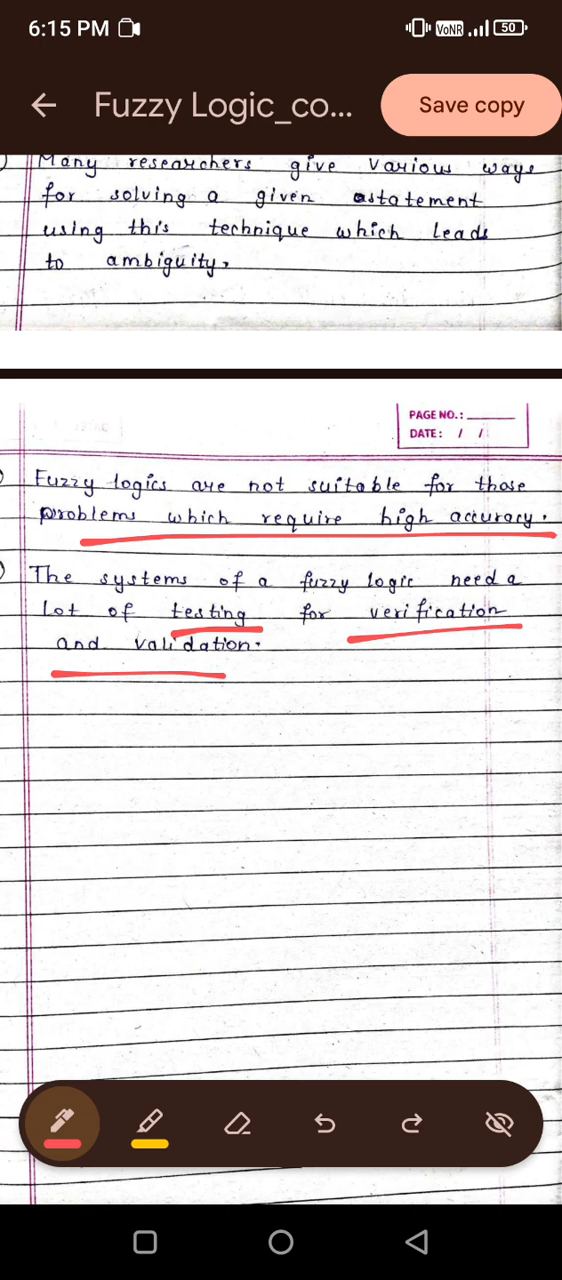 6:15 PM
VoNR 50
Fuzzy Logic_co...
Save copy
Many researchers give various ways
for solving a given statement
using this technique which leads
to ambiguity.
PAGE NO.:
DATE: / /
Fuzzy logics are not suitable for those
problems which require high accuracy.
The systems of a fuzzy logic need a
lot of testing for verification
and validation.